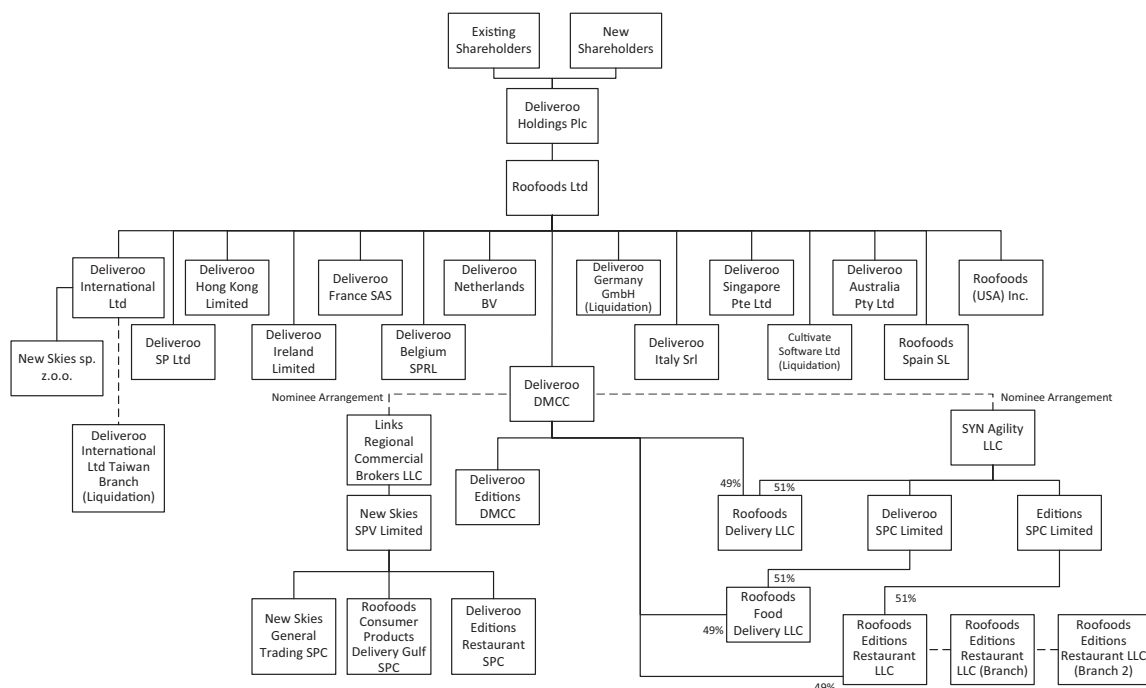 Existing
Shareholders
New
Shareholders
Deliveroo
Holdings Plc
Roofoods Ltd
Deliveroo
International
Ltd
Deliveroo
Hong Kong
Limited
Deliveroo
France SAS
Deliveroo
Netherlands
BV
Deliveroo
Germany
GmbH
(Liquidation)
Deliveroo
Singapore
Pte Ltd
Deliveroo
Australia
Pty Ltd
Roofoods
(USA) Inc.
New Skies sp.
z.o.o.
Deliveroo
SP Ltd
Deliveroo
Ireland
Limited
Deliveroo
Belgium
SPRL
Deliveroo
Italy Srl
Cultivate
Software Ltd
(Liquidation)
Roofoods
Spain SL
Deliveroo
DMCC
Nominee Arrangement
Nominee Arrangement
Deliveroo
International
Ltd Taiwan
Branch
(Liquidation)
Links
Regional
Commercial
Brokers LLC
SYN Agility
LLC
Deliveroo
Editions
DMCC
49%
51%
New Skies
SPV Limited
Roofoods
Delivery LLC
Deliveroo
SPC Limited
Editions
SPC Limited
51%
51%
New Skies
General
Trading SPC
Roofoods
Consumer
Products
Delivery Gulf
SPC
Deliveroo
Editions
Restaurant
SPC
Roofoods
Food
Delivery LLC
49%
Roofoods
Editions
Restaurant
LLC
Roofoods
Editions
Restaurant
LLC (Branch)
Roofoods
Editions
Restaurant LLC
(Branch 2)
49%